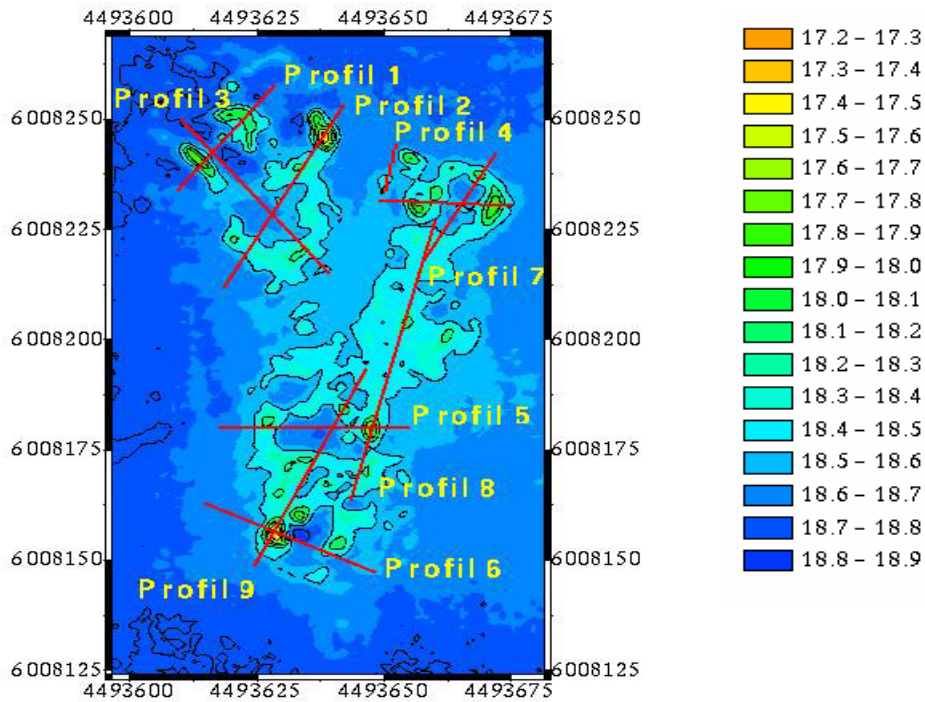 4493600 4493625 4493650 4493675
Profil 1
Profil 3
Profil 2
Profil 4
6008250 6008250
6008225 6008225
Profil 7
6008200 6008200
Profil 5
6008175 6008175
Profil 8
6008150 6008150
Profil 6
Profil 9
6008125 6008125
4493600 4493625 4493650 4493675
17.2 – 17.3
17.3 – 17.4
17.4 – 17.5
17.5 – 17.6
17.6 – 17.7
17.7 – 17.8
17.8 – 17.9
17.9 – 18.0
18.0 – 18.1
18.1 – 18.2
18.2 – 18.3
18.3 – 18.4
18.4 – 18.5
18.5 – 18.6
18.6 – 18.7
18.7 – 18.8
18.8 – 18.9